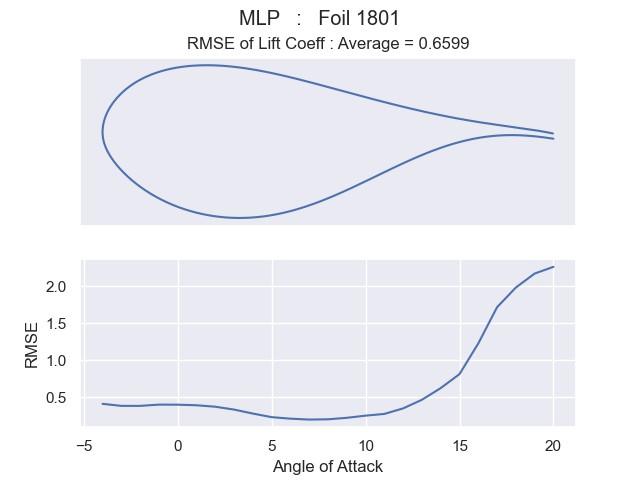 MLP   :   Foil 1801
RMSE of Lift Coeff : Average = 0.6599
2.0
1.5
1.0
0.5
RMSE
−5 0 5 10 15 20
Angle of Attack